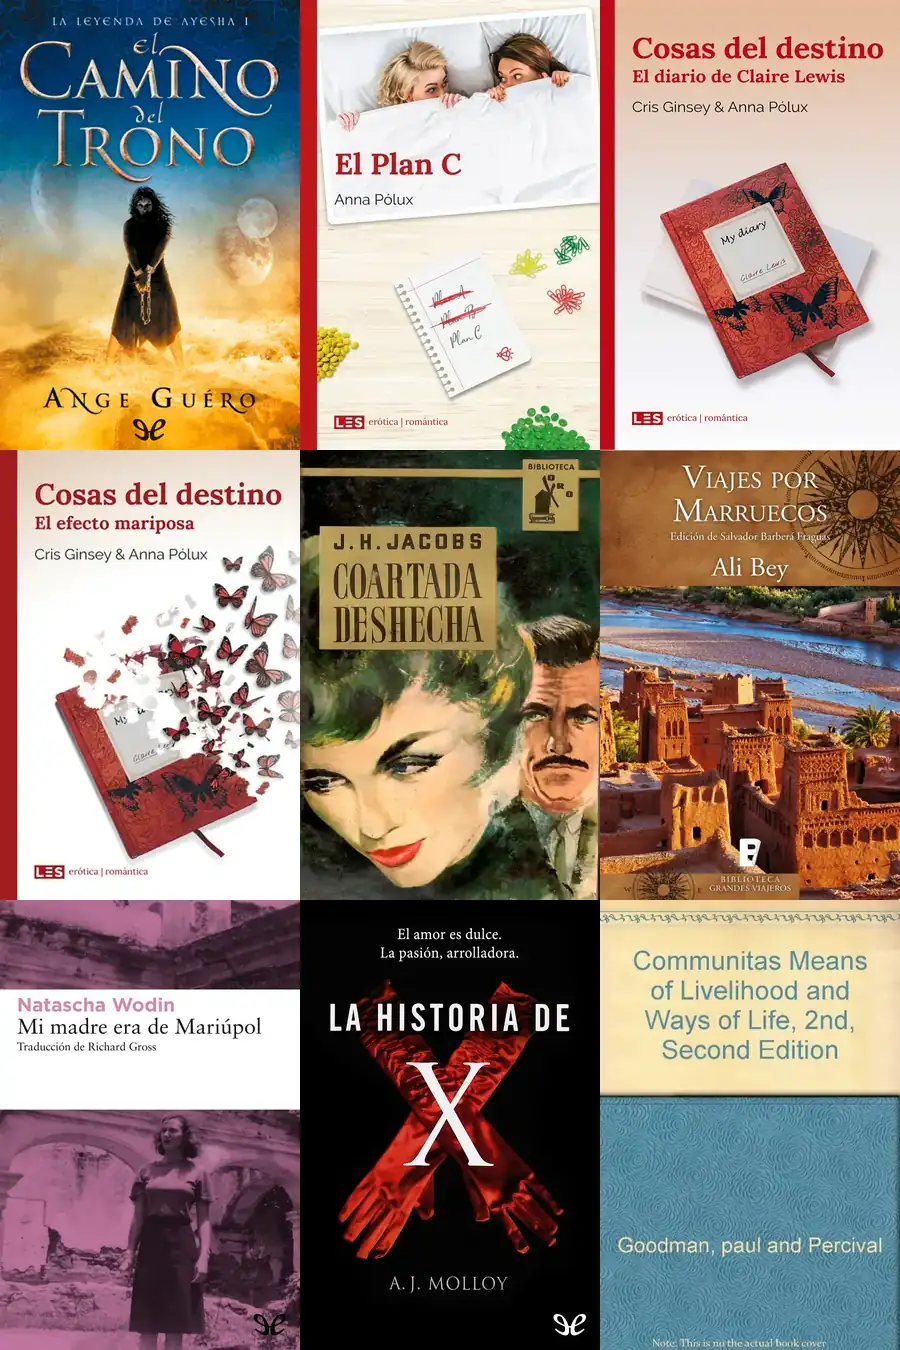 LA LEYENDA DE AYESHA I
EL
CAMINO
del
TRONO
ANGE GUÉRO
El Plan C
Anna Pólux
Plan A
Plan B
Plan C
LES erótica | romántica
Cosas del destino
El diario de Claire Lewis
Cris Ginsey & Anna Pólux
My diary
Claire Lewis
LES erótica | romántica
Cosas del destino
El efecto mariposa
Cris Ginsey & Anna Pólux
LES erótica | romántica
BIBLIOTECA
ORO
J. H. JACOBS
COARTADA
DESHECHA
VIAJES POR
MARRUECOS
Edición de Salvador Barberá Fraguas
Ali Bey
W E
BIBLIOTECA
GRANDES VIAJEROS
Natascha Wodin
Mi madre era de Mariúpol
Traducción de Richard Gross
El amor es dulce.
La pasión, arrolladora.
LA HISTORIA DE
X
A. J. MOLLOY
Communitas Means
of Livelihood and
Ways of Life, 2nd,
Second Edition
Goodman, paul and Percival
Note: This is no the actual book cover